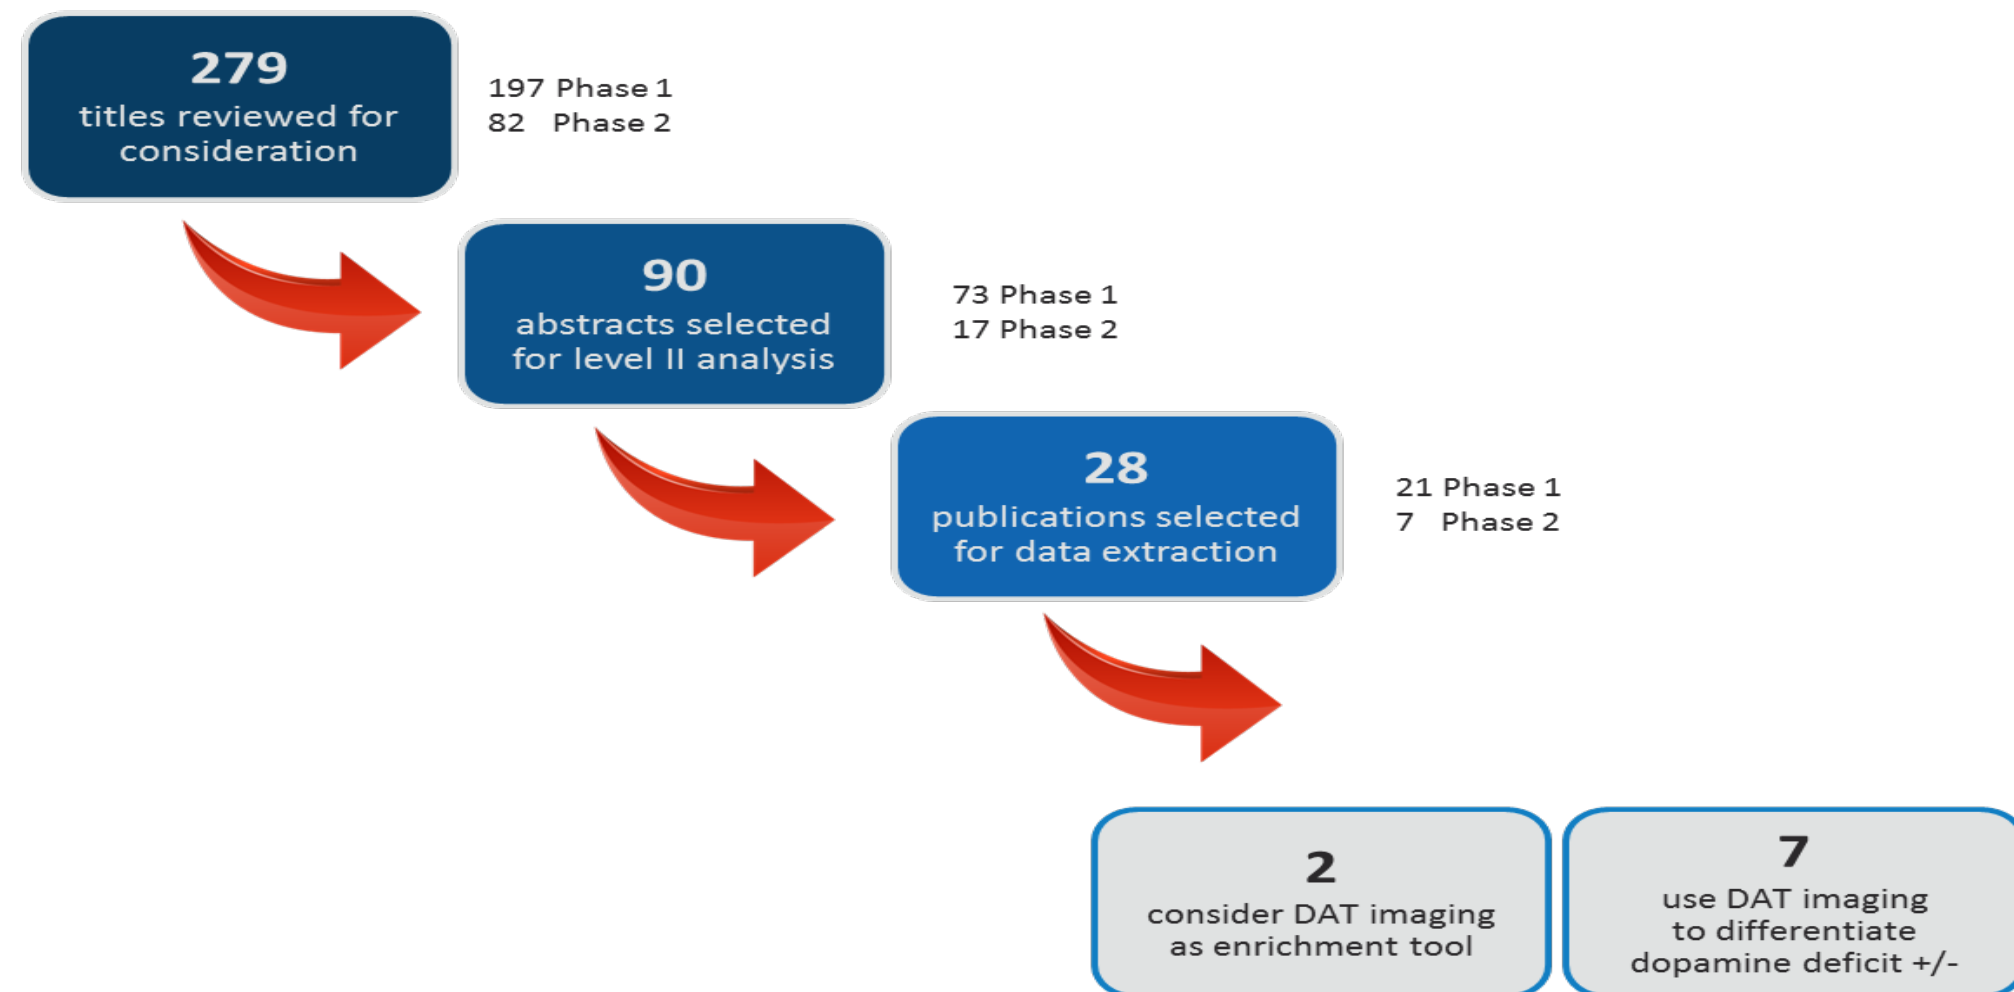 279
titles reviewed for
consideration
197 Phase 1
82 Phase 2
90
abstracts selected
for level II analysis
73 Phase 1
17 Phase 2
28
publications selected
for data extraction
21 Phase 1
7 Phase 2
2
consider DAT imaging
as enrichment tool
7
use DAT imaging
to differentiate
dopamine deficit +/-